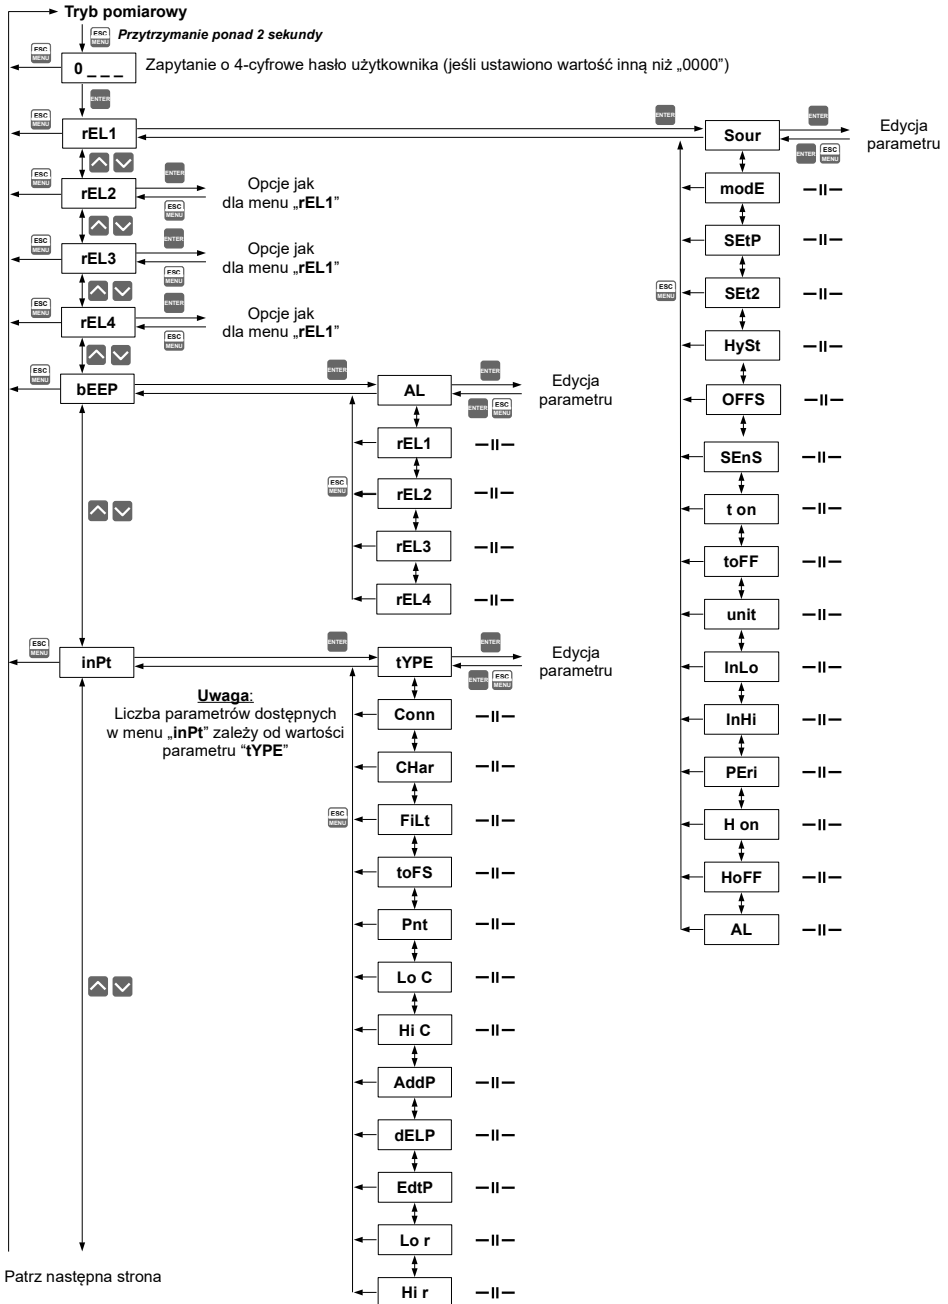 Tryb pomiarowy
ESC
MENU
Przytrzymanie ponad 2 sekundy
ESC
MENU
0 _ _ _
Zapytanie o 4-cyfrowe hasło użytkownika (jeśli ustawiono wartość inną niż „0000”)
ENTER
ESC
MENU
rEL1
ENTER
Sour
ENTER
ENTER
ESC
MENU
Edycja
parametru
ESC
MENU
rEL2
ENTER
ESC
MENU
Opcje jak
dla menu „rEL1”
ESC
MENU
rEL3
ENTER
ESC
MENU
Opcje jak
dla menu „rEL1”
ESC
MENU
rEL4
ENTER
ESC
MENU
Opcje jak
dla menu „rEL1”
ESC
MENU
bEEP
ENTER
AL
ENTER
ENTER
ESC
MENU
Edycja
parametru
rEL1 —II—
ESC
MENU
rEL2 —II—
rEL3 —II—
rEL4 —II—
ESC
MENU
inPt
ENTER
tYPE
ENTER
ENTER
ESC
MENU
Edycja
parametru
Uwaga:
Liczba parametrów dostępnych
w menu „inPt” zależy od wartości
parametru “tYPE”
Conn —II—
CHar —II—
ESC
MENU
FiLt —II—
toFS —II—
Pnt —II—
Lo C —II—
Hi C —II—
AddP —II—
dELP —II—
EdtP —II—
Lo r —II—
Hi r —II—
modE —II—
SEtP —II—
ESC
MENU
SEt2 —II—
HySt —II—
OFFS —II—
SEnS —II—
t on —II—
toFF —II—
unit —II—
InLo —II—
InHi —II—
PEri —II—
H on —II—
HoFF —II—
AL —II—
Patrz następna strona